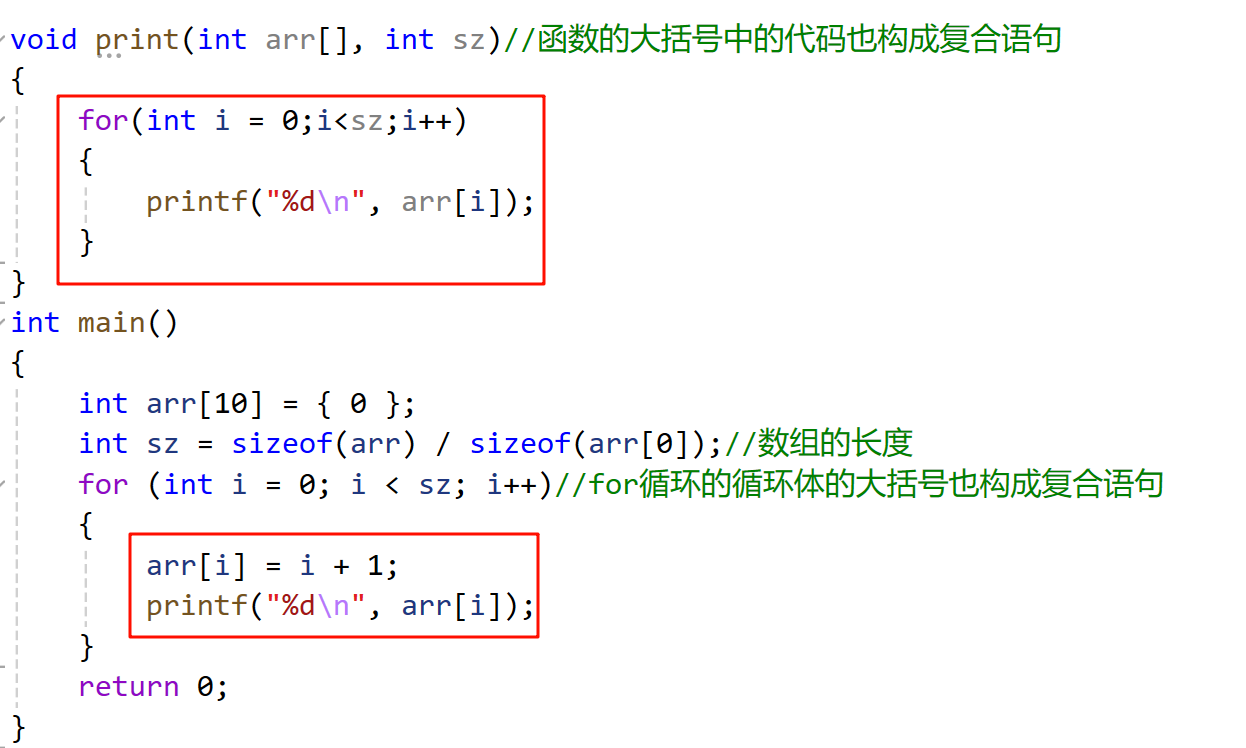 void print(int arr[], int sz)//函数的大括号中的代码也构成复合语句
{
    for(int i = 0;i<sz;i++)
    {
        printf("%d\n", arr[i]);
    }
}
int main()
{
    int arr[10] = { 0 };
    int sz = sizeof(arr) / sizeof(arr[0]);//数组的长度
    for (int i = 0; i < sz; i++)//for循环的循环体的大括号也构成复合语句
    {
        arr[i] = i + 1;
        printf("%d\n", arr[i]);
    }
    return 0;
}